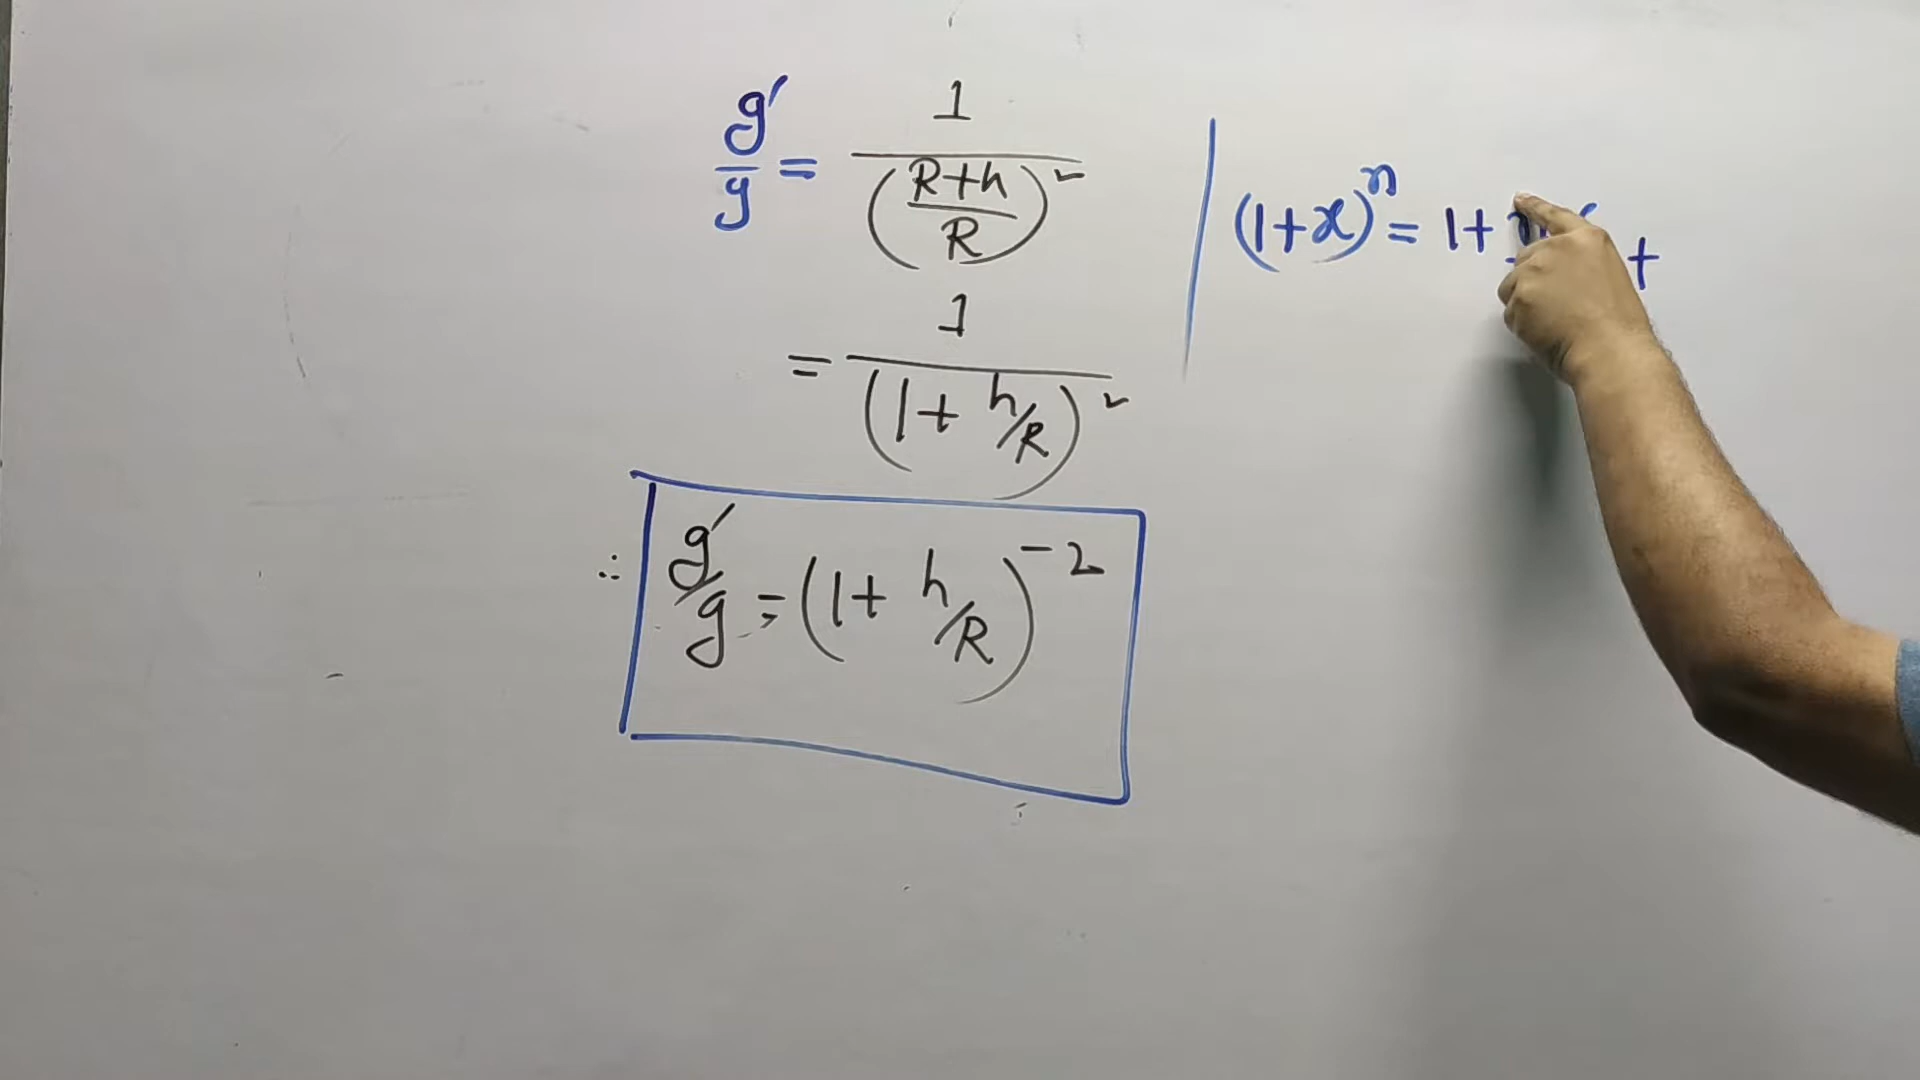 g'/g = 1/((R+h)/R)²
= 1/(1 + h/R)²
∴ g'/g = (1 + h/R)⁻²
(1+x)ⁿ = 1+ +